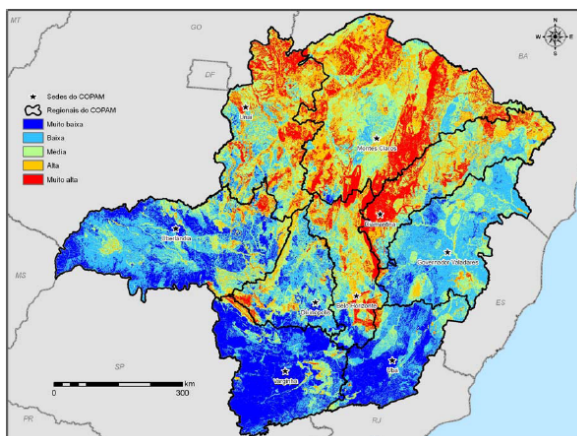 MT
GO
DF
BA
N
W
E
S
Sedes do COPAM
Regionais do COPAM
Muito baixa
Baixa
Média
Alta
Muito alta
Unaí
Montes Claros
Diamantina
Uberlândia
Governador Valadares
Divinópolis
Belo Horizonte
MS
ES
Varginha
Ubá
SP
0
300
km
PR
RJ